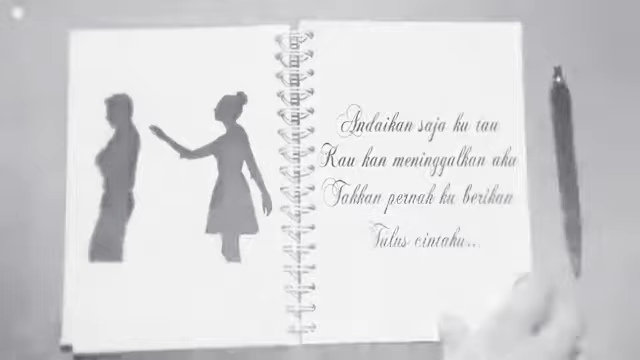 Andaikan saja ku tau
Kau kan meninggalkan aku
Takkan pernah ku berikan
Tulus cintaku...